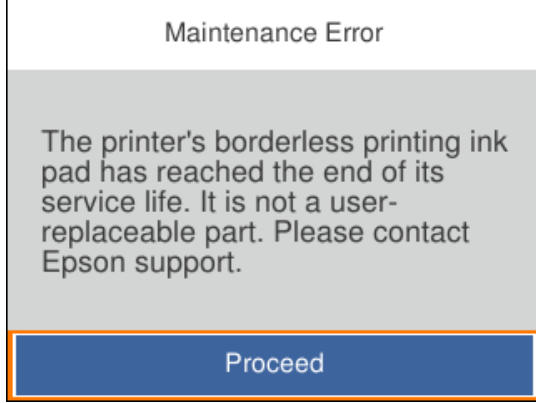 Maintenance Error
The printer's borderless printing ink
pad has reached the end of its
service life. It is not a user-
replaceable part. Please contact
Epson support.
Proceed